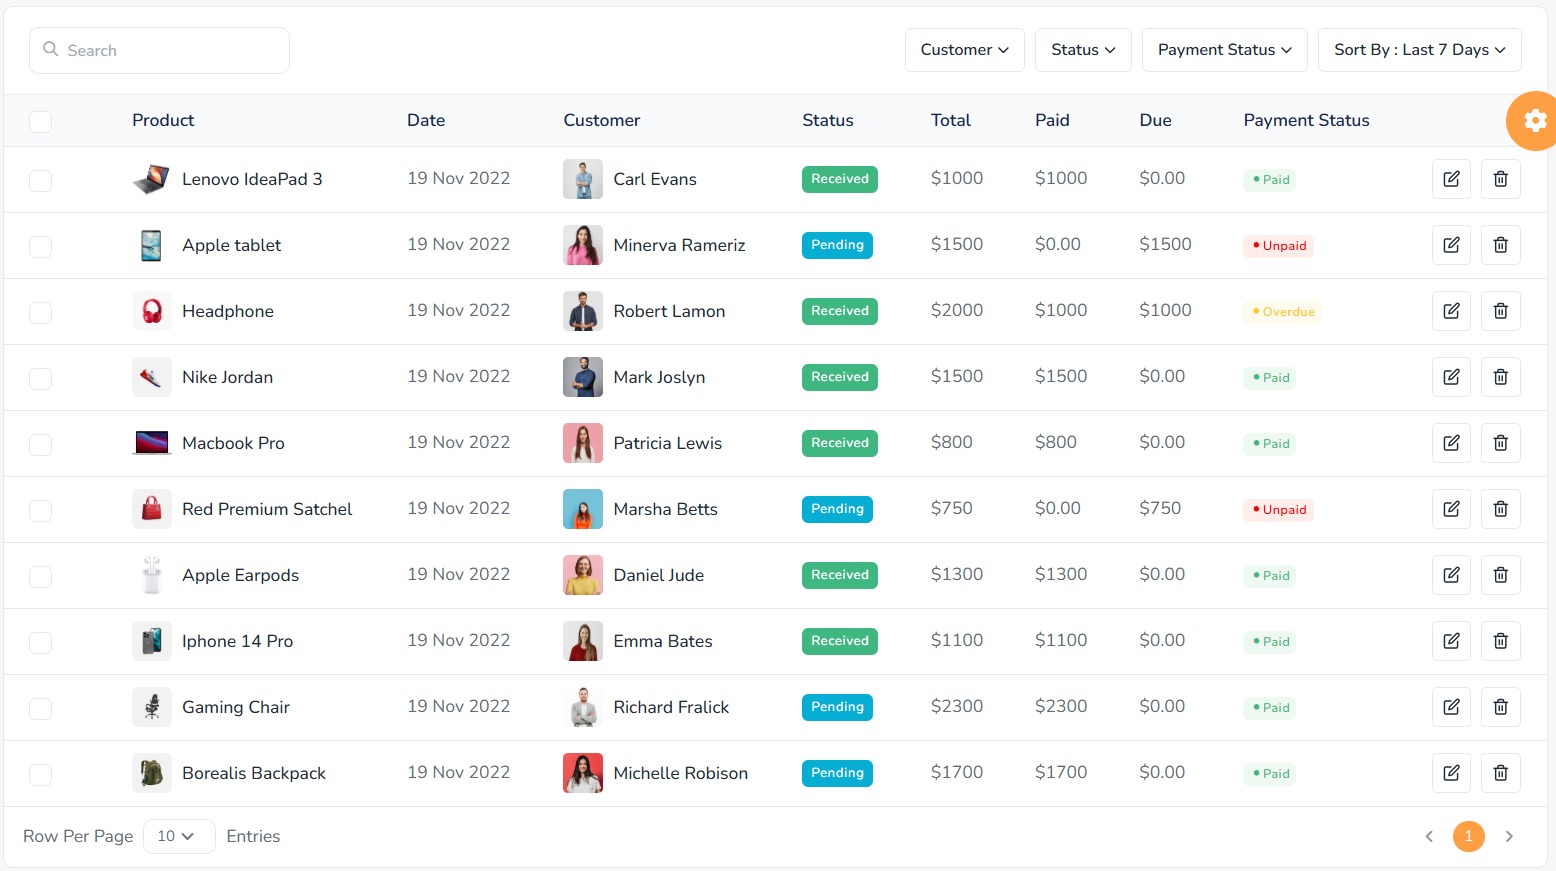 Search Customer Status Payment Status Sort By : Last 7 Days
Product Date Customer Status Total Paid Due Payment Status
Lenovo IdeaPad 3 19 Nov 2022 Carl Evans Received $1000 $1000 $0.00 Paid
Apple tablet 19 Nov 2022 Minerva Rameriz Pending $1500 $0.00 $1500 Unpaid
Headphone 19 Nov 2022 Robert Lamon Received $2000 $1000 $1000 Overdue
Nike Jordan 19 Nov 2022 Mark Joslyn Received $1500 $1500 $0.00 Paid
Macbook Pro 19 Nov 2022 Patricia Lewis Received $800 $800 $0.00 Paid
Red Premium Satchel 19 Nov 2022 Marsha Betts Pending $750 $0.00 $750 Unpaid
Apple Earpods 19 Nov 2022 Daniel Jude Received $1300 $1300 $0.00 Paid
Iphone 14 Pro 19 Nov 2022 Emma Bates Received $1100 $1100 $0.00 Paid
Gaming Chair 19 Nov 2022 Richard Fralick Pending $2300 $2300 $0.00 Paid
Borealis Backpack 19 Nov 2022 Michelle Robison Pending $1700 $1700 $0.00 Paid
Row Per Page 10 Entries 1